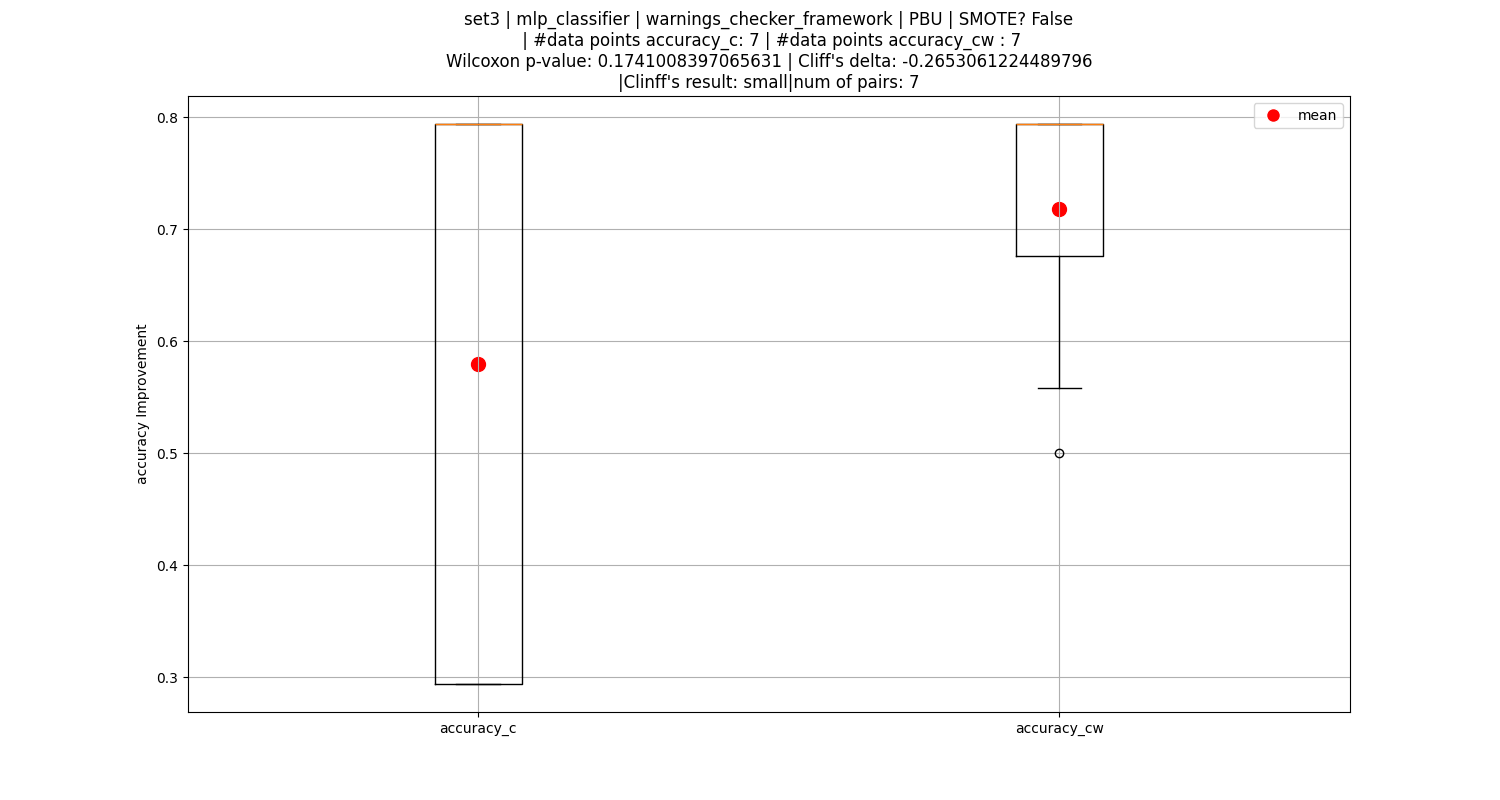 set3 | mlp_classifier | warnings_checker_framework | PBU | SMOTE? False
| #data points accuracy_c: 7 | #data points accuracy_cw : 7
Wilcoxon p-value: 0.1741008397065631 | Cliff's delta: -0.2653061224489796
|Clinff's result: small|num of pairs: 7
mean
0.8
0.7
0.6
0.5
0.4
0.3
accuracy Improvement
accuracy_c
accuracy_cw